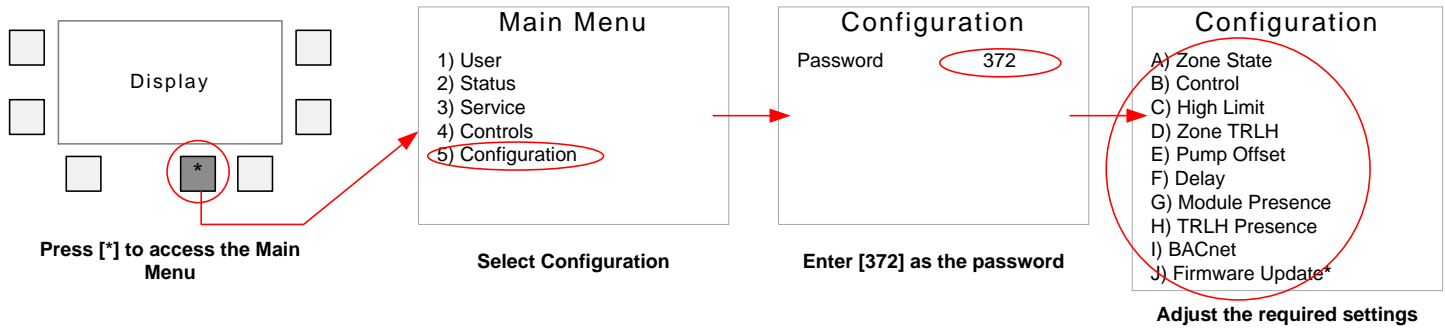 Display
*
Press [*] to access the Main
Menu
Main Menu
1) User
2) Status
3) Service
4) Controls
5) Configuration
Select Configuration
Configuration
Password 372
Enter [372] as the password
Configuration
A) Zone State
B) Control
C) High Limit
D) Zone TRLH
E) Pump Offset
F) Delay
G) Module Presence
H) TRLH Presence
I) BACnet
J) Firmware Update*
Adjust the required settings